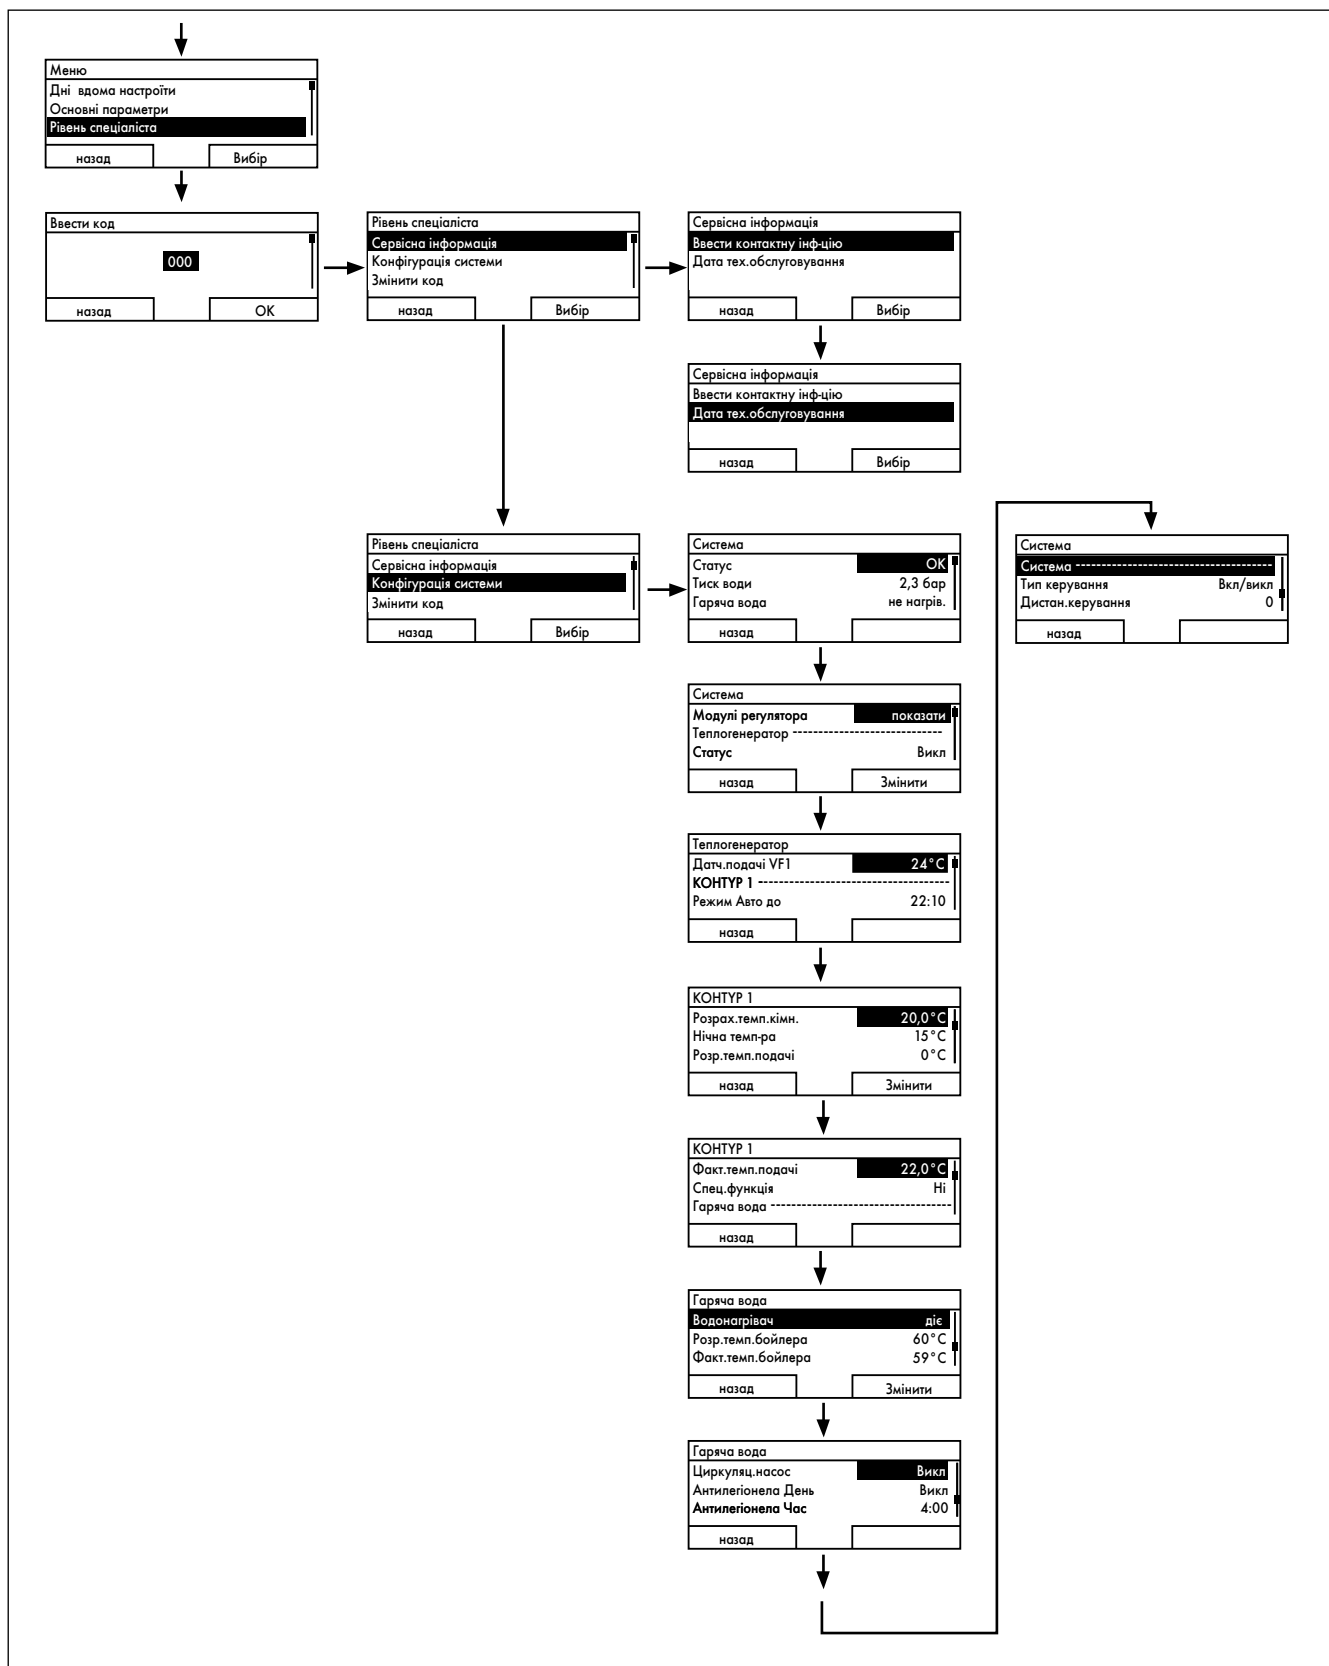 Меню
Дні вдома настроїти
Основні параметри
Рівень спеціаліста
назад Вибір
Ввести код
000
назад OK
Рівень спеціаліста
Сервісна інформація
Конфігурація системи
Змінити код
назад Вибір
Сервісна інформація
Ввести контактну інф-цію
Дата тех.обслуговування
назад Вибір
Сервісна інформація
Ввести контактну інф-цію
Дата тех.обслуговування
назад Вибір
Рівень спеціаліста
Сервісна інформація
Конфігурація системи
Змінити код
назад Вибір
Система
Статус OK
Тиск води 2,3 бар
Гаряча вода не нагрів.
назад
Система
Модулі регулятора показати
Теплогенератор ------------------------------
Статус Викл
назад Змінити
Теплогенератор
Датч.подачі VF1 24°C
КОНТУР 1 --------------------------------------
Режим Авто до 22:10
назад
КОНТУР 1
Розрах.темп.кімн. 20,0°C
Нічна темп-ра 15°C
Розр.темп.подачі 0°C
назад Змінити
КОНТУР 1
Факт.темп.подачі 22,0°C
Спец.функція Ні
Гаряча вода ------------------------------------
назад
Гаряча вода
Водонагрівач діє
Розр.темп.бойлера 60°C
Факт.темп.бойлера 59°C
назад Змінити
Гаряча вода
Циркуляц.насос Викл
Антилегіонела День Викл
Антилегіонела Час 4:00
назад
Система
Система ---------------------------------------
Тип керування Вкл/викл
Дистан.керування 0
назад